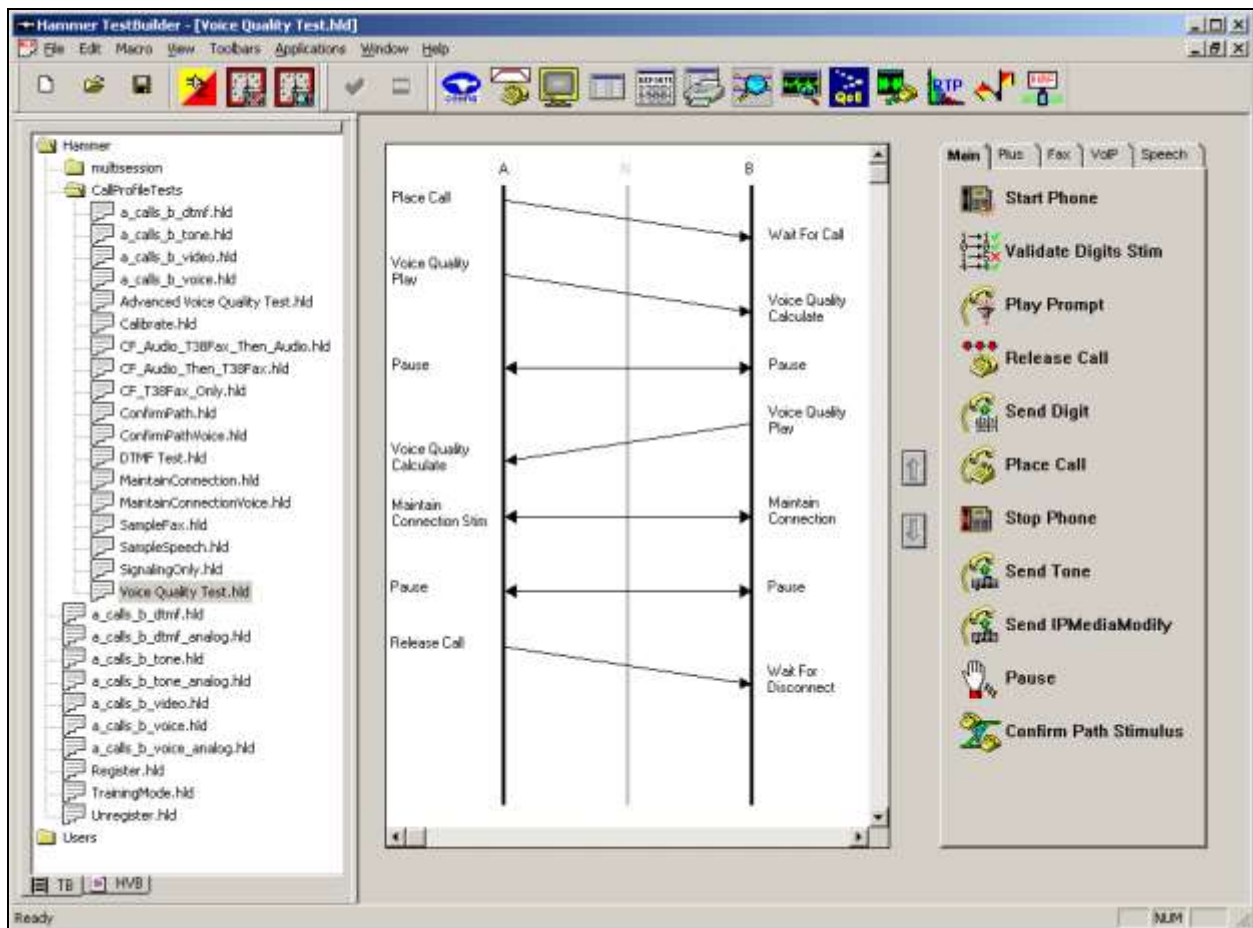 Hammer TestBuilder - [Voice Quality Test.hld]
File Edit Macro View Toolbars Applications Window Help
CONFIG
REPORTS
QoS
RTP
Hammer
multisession
CallProfileTests
a_calls_b_dtmf.hld
a_calls_b_tone.hld
a_calls_b_video.hld
a_calls_b_voice.hld
Advanced Voice Quality Test.hld
Calibrate.hld
CF_Audio_T38Fax_Then_Audio.hld
CF_Audio_Then_T38Fax.hld
CF_T38Fax_Only.hld
ConfirmPath.hld
ConfirmPathVoice.hld
DTMF Test.hld
MaintainConnection.hld
MaintainConnectionVoice.hld
SampleFax.hld
SampleSpeech.hld
SignalingOnly.hld
Voice Quality Test.hld
a_calls_b_dtmf.hld
a_calls_b_dtmf_analog.hld
a_calls_b_tone.hld
a_calls_b_tone_analog.hld
a_calls_b_video.hld
a_calls_b_voice.hld
a_calls_b_voice_analog.hld
Register.hld
TrainingMode.hld
Unregister.hld
Users
TB HVB
A N B
Place Call
Wait For Call
Voice Quality
Play
Voice Quality
Calculate
Pause Pause
Voice Quality
Play
Voice Quality
Calculate
Maintain
Connection Stim
Maintain
Connection
Pause Pause
Release Call
Wait For
Disconnect
Main Plus Fax VoIP Speech
Start Phone
Validate Digits Stim
Play Prompt
Release Call
Send Digit
Place Call
Stop Phone
Send Tone
Send IPMediaModify
Pause
Confirm Path Stimulus
Ready
NUM